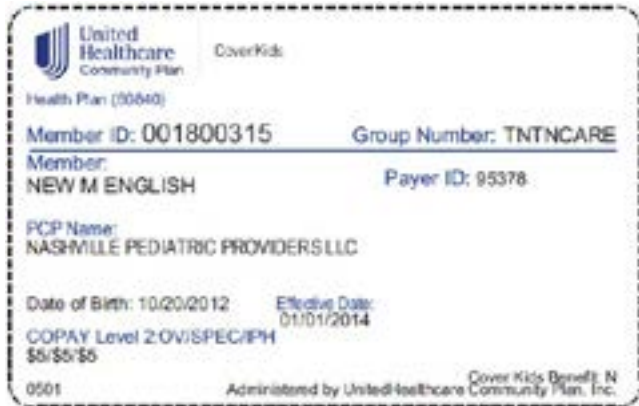 United
Healthcare
Community Plan
CoverKids
Health Plan (80840)
Member ID: 001800315 Group Number: TNTNCARE
Member:
NEW M ENGLISH
Payer ID: 95378
PCP Name:
NASHVILLE PEDIATRIC PROVIDERS LLC
Date of Birth: 10/20/2012 Effective Date:
01/01/2014
COPAY Level 2:OV/SPEC/IPH
$5/$5/$5
Cover Kids Benefit N
0501 Administered by UnitedHealthcare Community Plan, Inc.